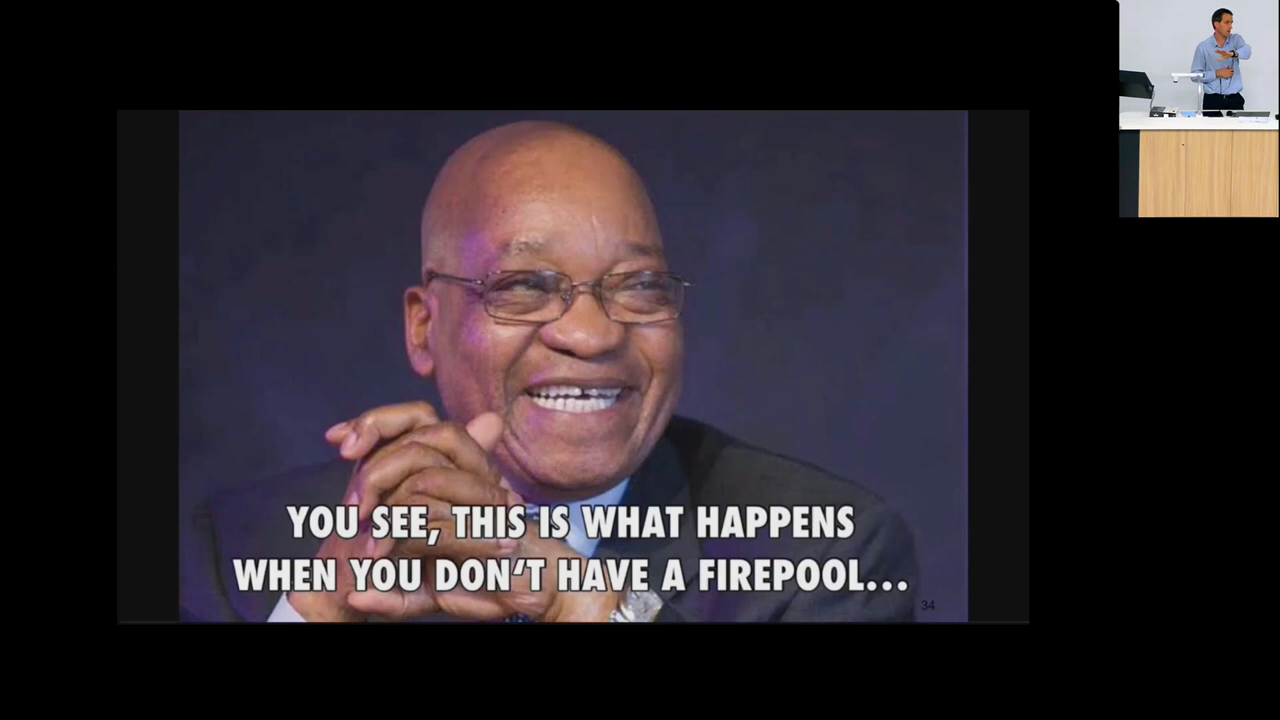 YOU SEE, THIS IS WHAT HAPPENS
WHEN YOU DON'T HAVE A FIREPOOL...
34